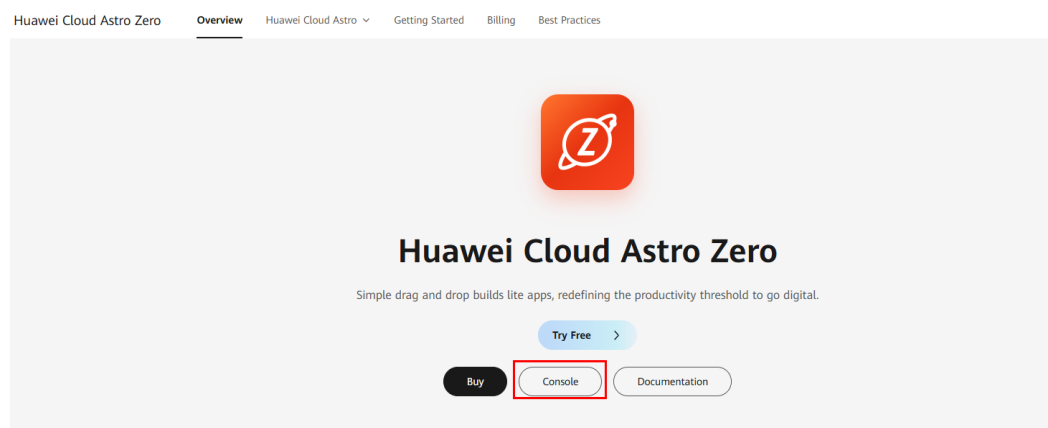 Huawei Cloud Astro Zero Overview Huawei Cloud Astro Getting Started Billing Best Practices
Z
Huawei Cloud Astro Zero
Simple drag and drop builds lite apps, redefining the productivity threshold to go digital.
Try Free
Buy Console Documentation